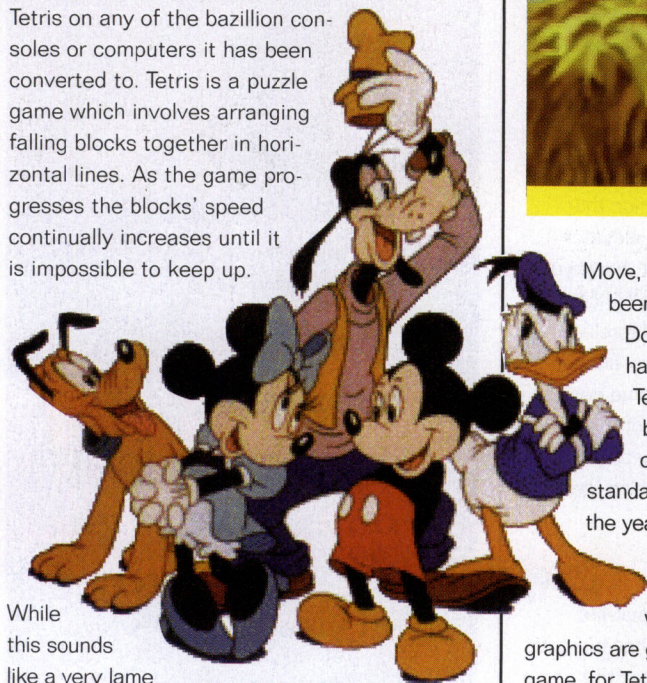 Tetris on any of the bazillion con-
soles or computers it has been
converted to. Tetris is a puzzle
game which involves arranging
falling blocks together in hori-
zontal lines. As the game pro-
gresses the blocks' speed
continually increases until it
is impossible to keep up.
While
this sounds
like a very lame
Move,
been
standa
the yea
graphics are g
game, for Tet